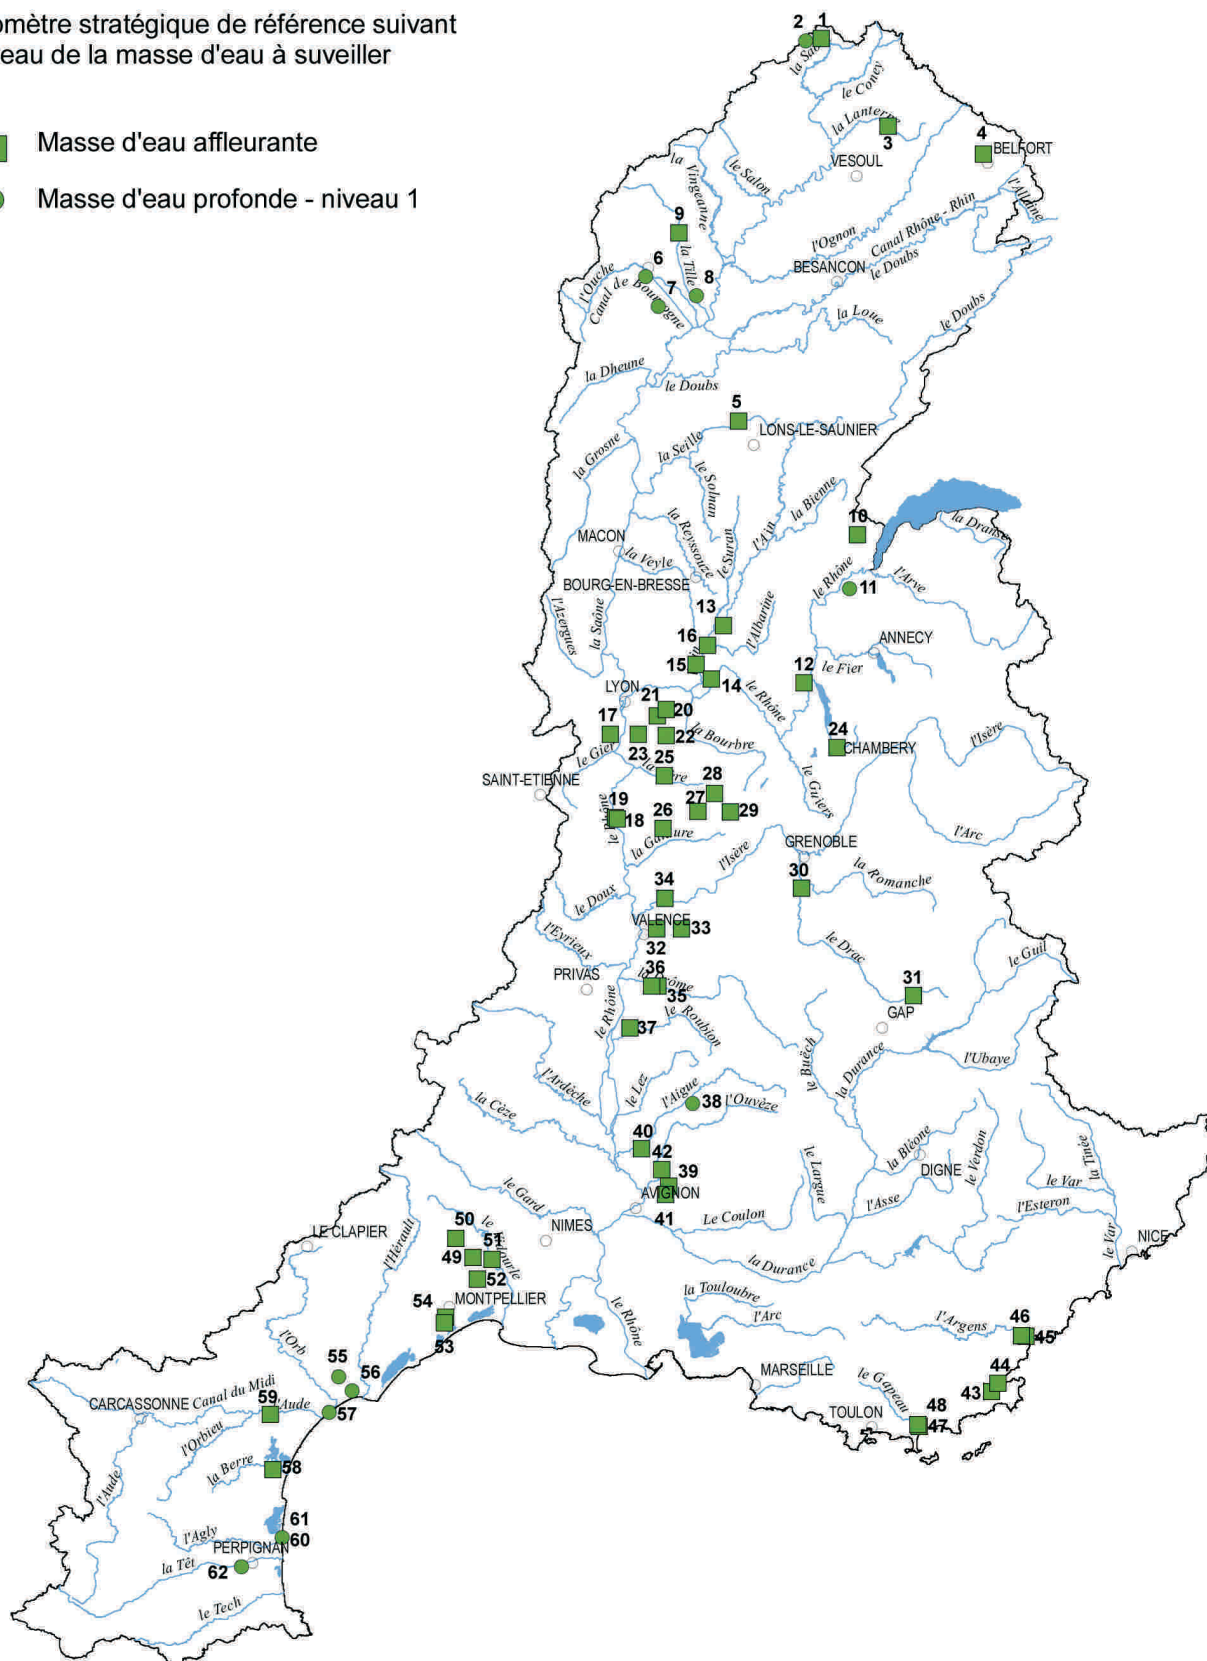 omètre stratégique de référence suivant
eau de la masse d'eau à suveiller
Masse d'eau affleurante
Masse d'eau profonde - niveau 1
2
1
la Saô
le Coney
la Lanterne
3
4
BELFORT
VESOUL
le Salon
la Vingeanne
l'Allaine
9
Canal Rhône - Rhin
l'Ognon
la Tille
6
l'Ouche
7
8
BESANCON
le Doubs
Canal de Bourgogne
la Loue
le Doubs
la Dheune
le Doubs
5
LONS-LE-SAUNIER
la Grosne
la Seille
le Solnan
la Bienne
10
la Dranse
la Reyssouze
le Suran
l'Ain
MACON
la Veyle
BOURG-EN-BRESSE
le Rhône
l'Arve
11
l'Azergues
la Saône
13
l'Albarine
16
in
ANNECY
15
12
le Fier
14
LYON
21
20
le Rhône
17
23
22
la Bourbre
24
CHAMBERY
l'Isère
le Gier
25
SAINT-ETIENNE
28
le Guiers
19
18
le Rhône
27
29
26
l'Arc
la Galaure
l'Isère
GRENOBLE
30
la Romanche
34
le Doux
VALENCE
33
l'Eyrieux
32
le Drac
le Guil
PRIVAS
36
la Drôme
35
31
le Rhône
le Roubion
GAP
37
le Buëch
la Durance
l'Ubaye
l'Ardèche
le Lez
l'Aigue
38
l'Ouvèze
la Cèze
40
42
39
le Largue
la Bléone
DIGNE
le Verdon
la Tinée
le Var
AVIGNON
41
l'Asse
le Gard
Le Coulon
l'Esteron
LE CLAPIER
l'Hérault
50
le Vidourle
51
NIMES
le Var
NICE
49
52
la Durance
MONTPELLIER
la Touloubre
54
53
le Rhône
l'Arc
l'Argens
46
45
l'Orb
55
56
MARSEILLE
le Gapeau
44
43
CARCASSONNE
Canal du Midi
59
l'Aude
57
TOULON
48
47
l'Orbieu
l'Aude
la Berre
58
61
l'Agly
60
PERPIGNAN
la Têt
62
le Tech